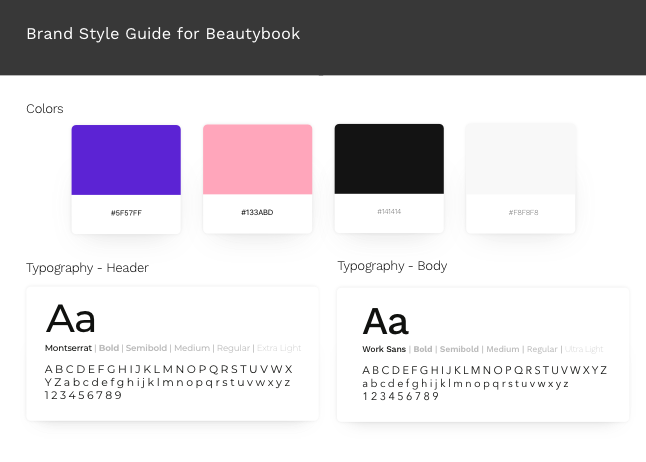 Brand Style Guide for Beautybook
Colors
#5F57FF
#133ABD
#141414
#F8F8F8
Typography - Header
Aa
Montserrat | Bold | Semibold | Medium | Regular | Extra Light
A B C D E F G H I J K L M N O P Q R S T U V W X
Y Z a b c d e f g h i j k l m n o p q r s t u v w x y z
1 2 3 4 5 6 7 8 9
Typography - Body
Aa
Work Sans | Bold | Semibold | Medium | Regular | Ultra Light
A B C D E F G H I J K L M N O P Q R S T U V W X Y Z
a b c d e f g h i j k l m n o p q r s t u v w x y z
1 2 3 4 5 6 7 8 9